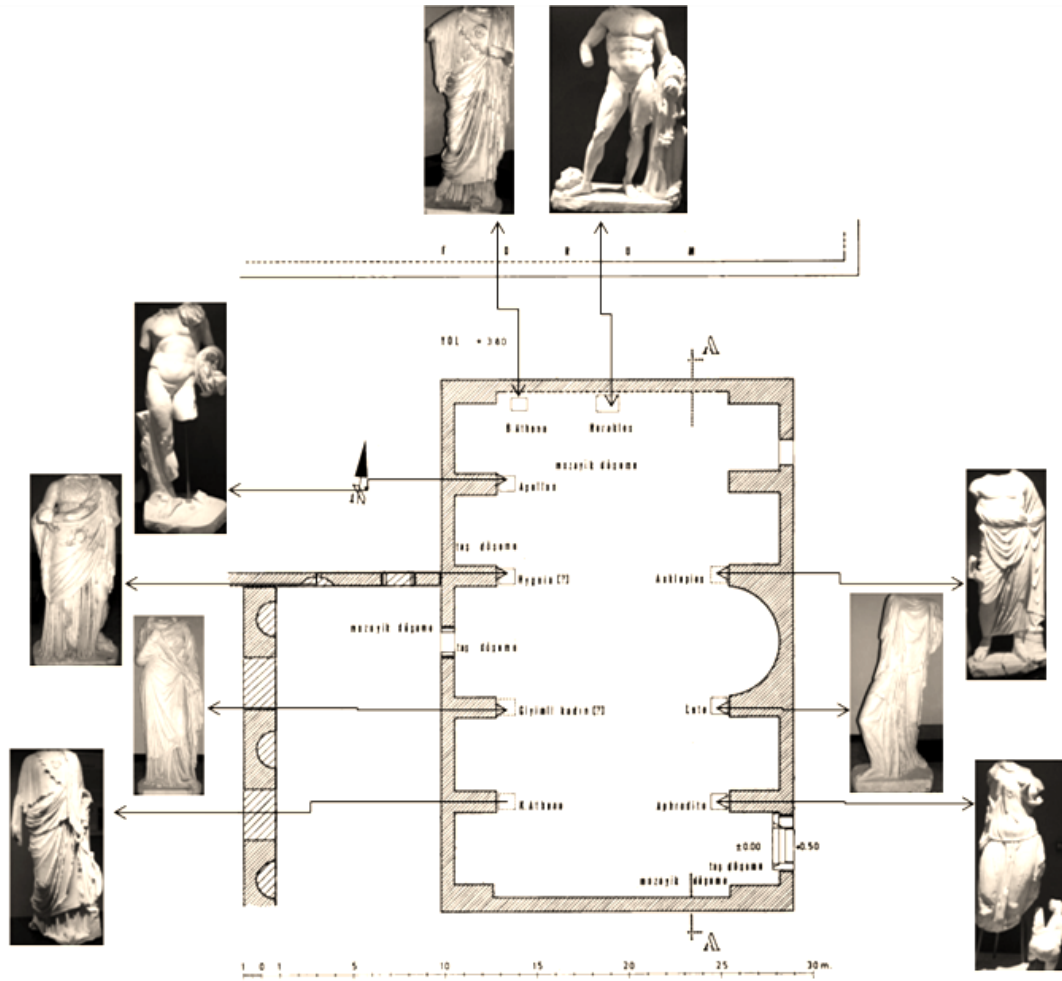 F O R U M
YOL + 3.60
A
B Athena Herakles
mozayik döşeme
Apollon
taş döşeme
Hygeia (?) Asklepios
mozayik döşeme
taş döşeme
Giyimli kadın (?) Leto
K Athena Aphrodite
±0.00 +0.50
taş döşeme
mozayik döşeme
A
1 0 1 5 10 15 20 25 30 m.